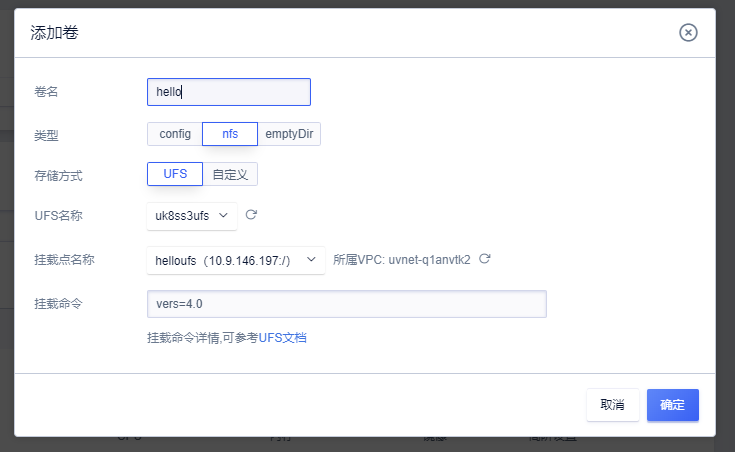 添加卷
卷名 hello
类型 config nfs emptyDir
存储方式 UFS 自定义
UFS名称 uk8ss3ufs
挂载点名称 helloufs（10.9.146.197:/） 所属VPC: uvnet-q1anvtk2
挂载命令 vers=4.0
挂载命令详情,可参考UFS文档
取消 确定